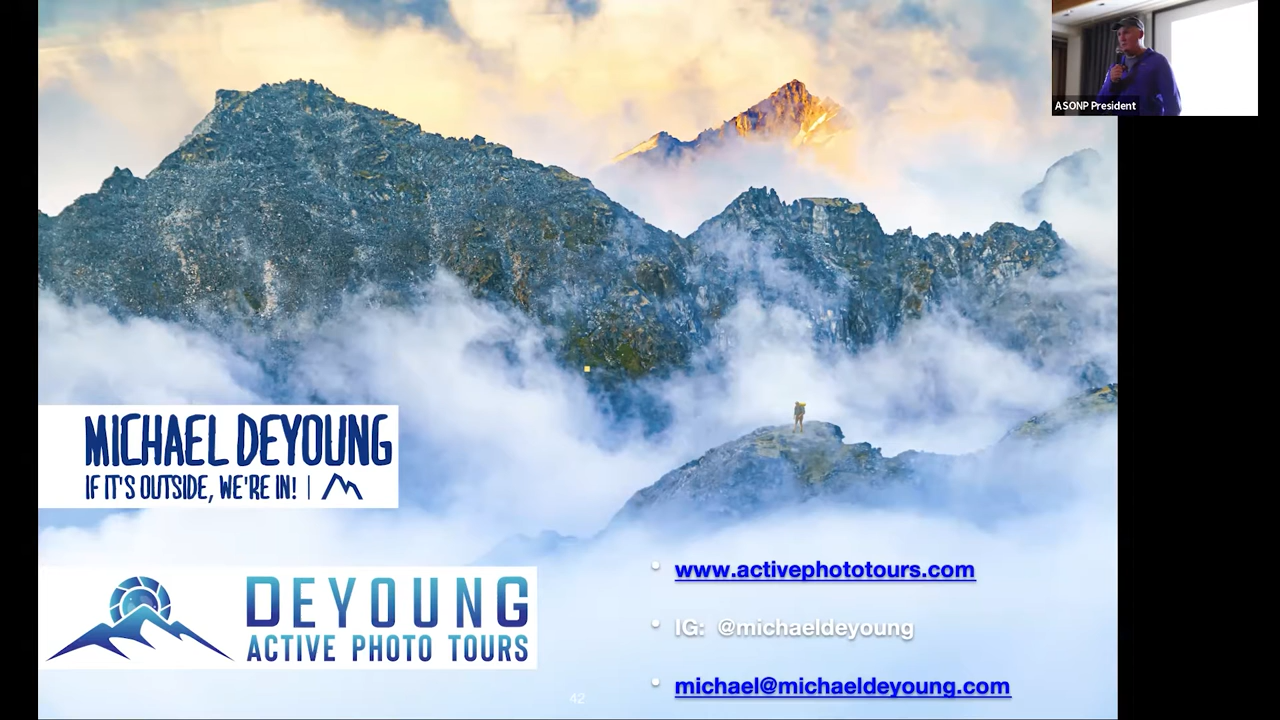 ASONP President
MICHAEL DEYOUNG
IF IT'S OUTSIDE, WE'RE IN! |
DEYOUNG
ACTIVE PHOTO TOURS
www.activephototours.com
IG: @michaeldeyoung
michael@michaeldeyoung.com
42